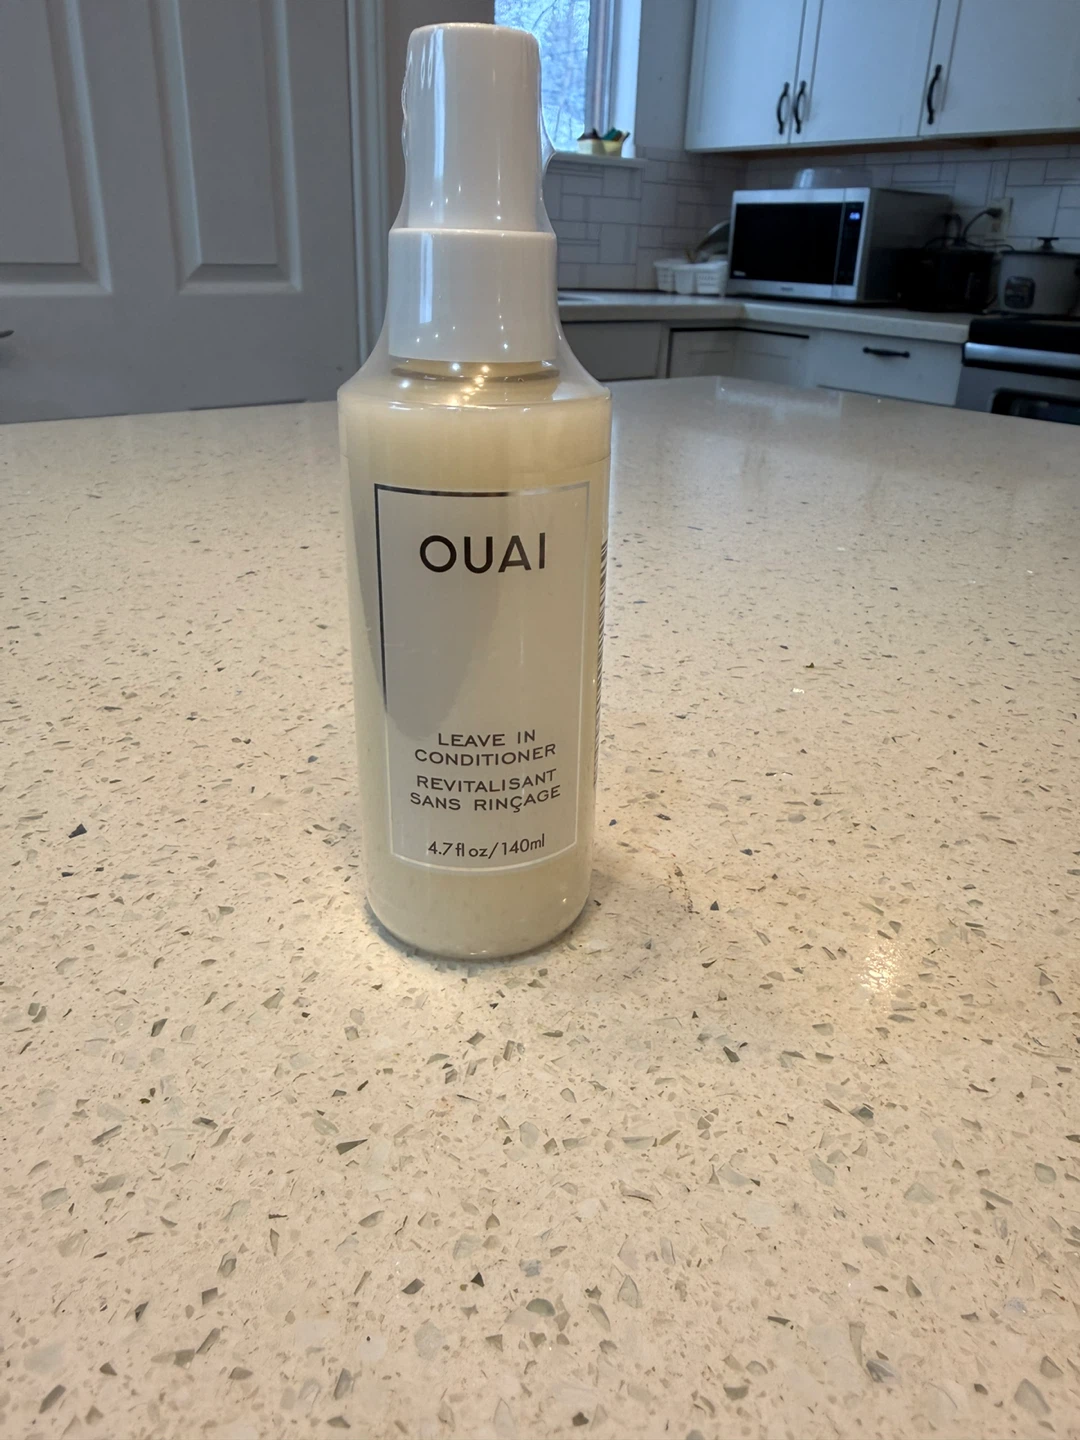 OUAI
LEAVE IN
CONDITIONER
REVITALISANT
SANS RINÇAGE
4.7 fl oz/140ml